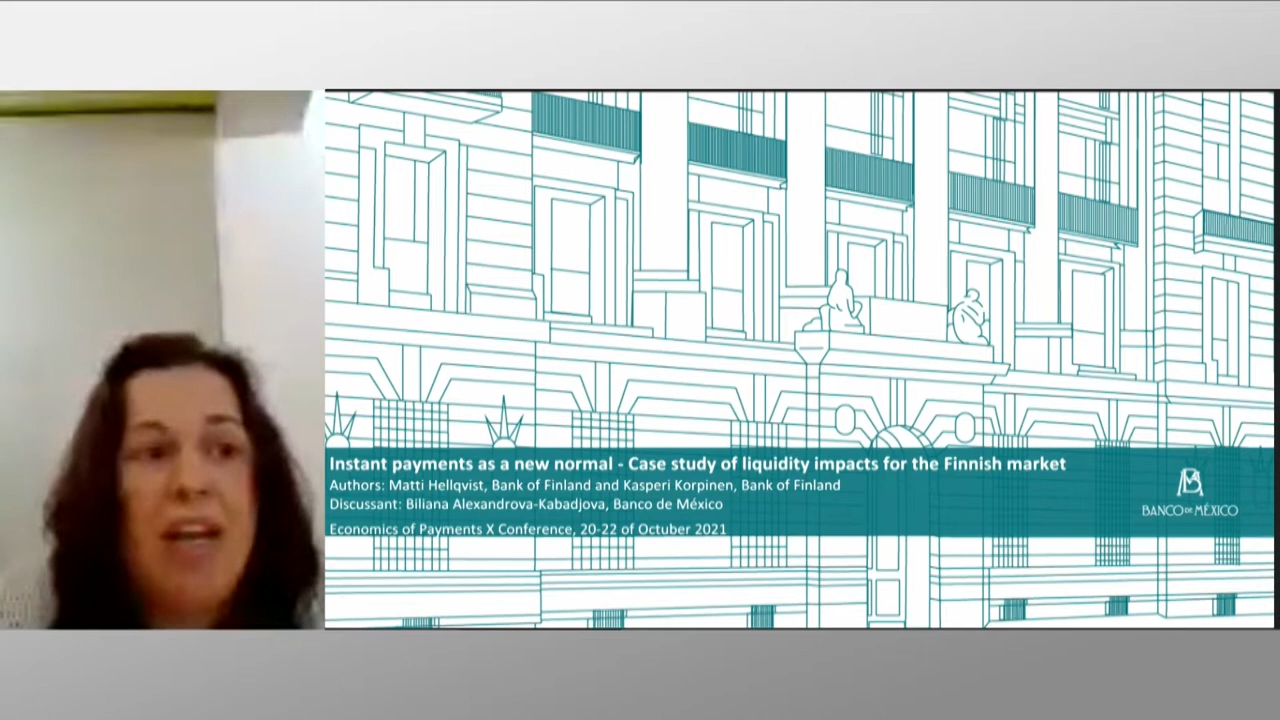 Instant payments as a new normal - Case study of liquidity impacts for the Finnish market
Authors: Matti Hellqvist, Bank of Finland and Kasperi Korpinen, Bank of Finland
Discussant: Biliana Alexandrova-Kabadjova, Banco de México
Economics of Payments X Conference, 20-22 of Octuber 2021
BANCO DE MÉXICO